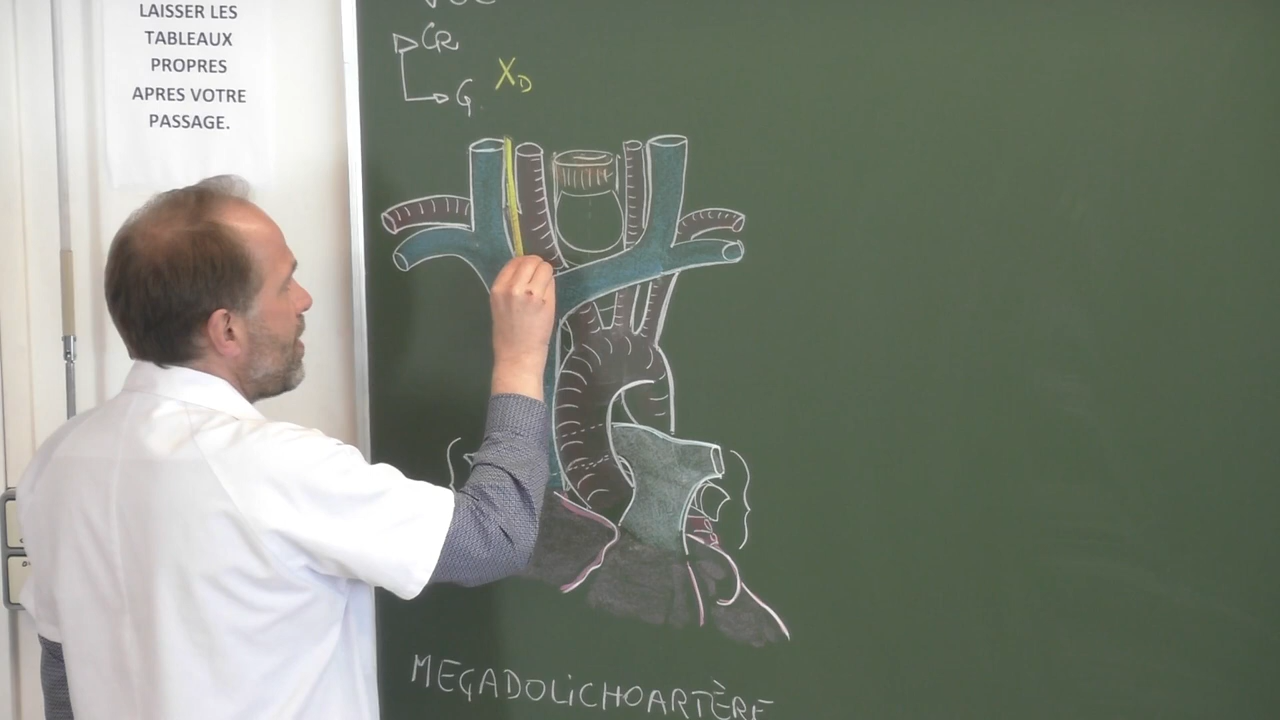 LAISSER LES
TABLEAUX
PROPRES
APRES VOTRE
PASSAGE.
CR
G
XD
MEGADOLiCHOARTÈRE